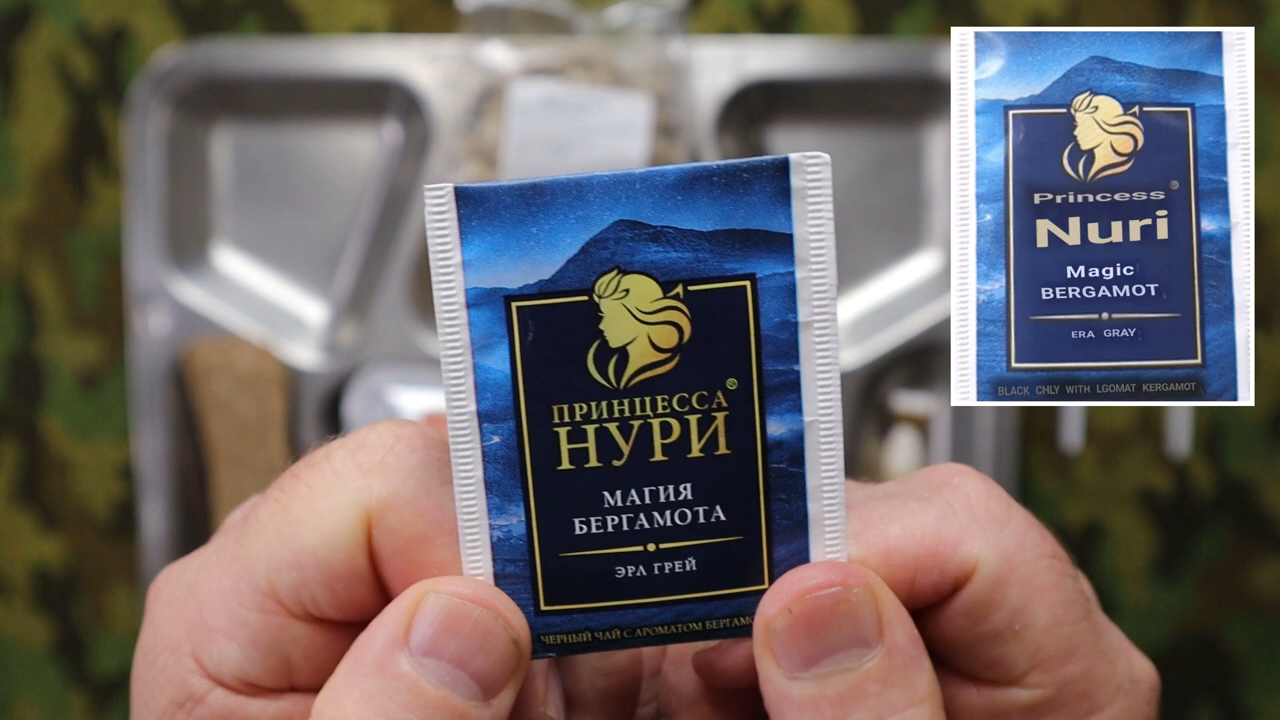 ПРИНЦЕССА®
НУРИ
МАГИЯ
БЕРГАМОТА
ЭРЛ ГРЕЙ
ЧЕРНЫЙ ЧАЙ С АРОМАТОМ БЕРГАМО
Princess®
Nuri
Magic
BERGAMOT
ERA GRAY
BLACK CHLY WITH LGOMAT KERGAMOT